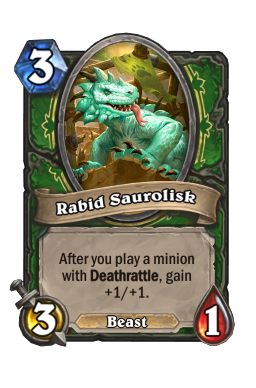 3
Rabid Saurolisk
After you play a minion
with Deathrattle, gain
+1/+1.
3
Beast
1